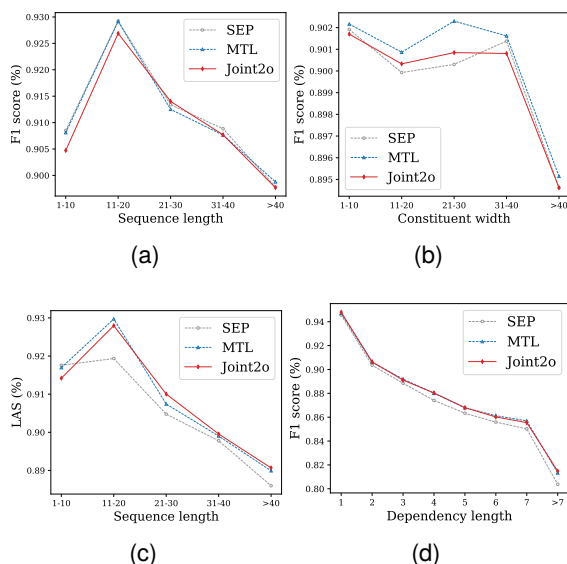 0.930
0.925
0.920
0.915
0.910
0.905
0.900
F1 score (%)
SEP
MTL
Joint2o
1-10 11-20 21-30 31-40 >40
Sequence length
(a)
0.902
0.900
0.899
0.897
0.896
0.895
F1 score (%)
SEP
MTL
Joint2o
1-10 11-20 21-30 31-40 >40
Constituent width
(b)
0.93
0.92
0.91
0.90
0.89
LAS (%)
SEP
MTL
Joint2o
1-10 11-20 21-30 31-40 >40
Sequence length
(c)
0.94
0.92
0.90
0.88
0.86
0.84
0.82
0.80
F1 score (%)
SEP
MTL
Joint2o
1 2 3 4 5 6 7 >7
Dependency length
(d)